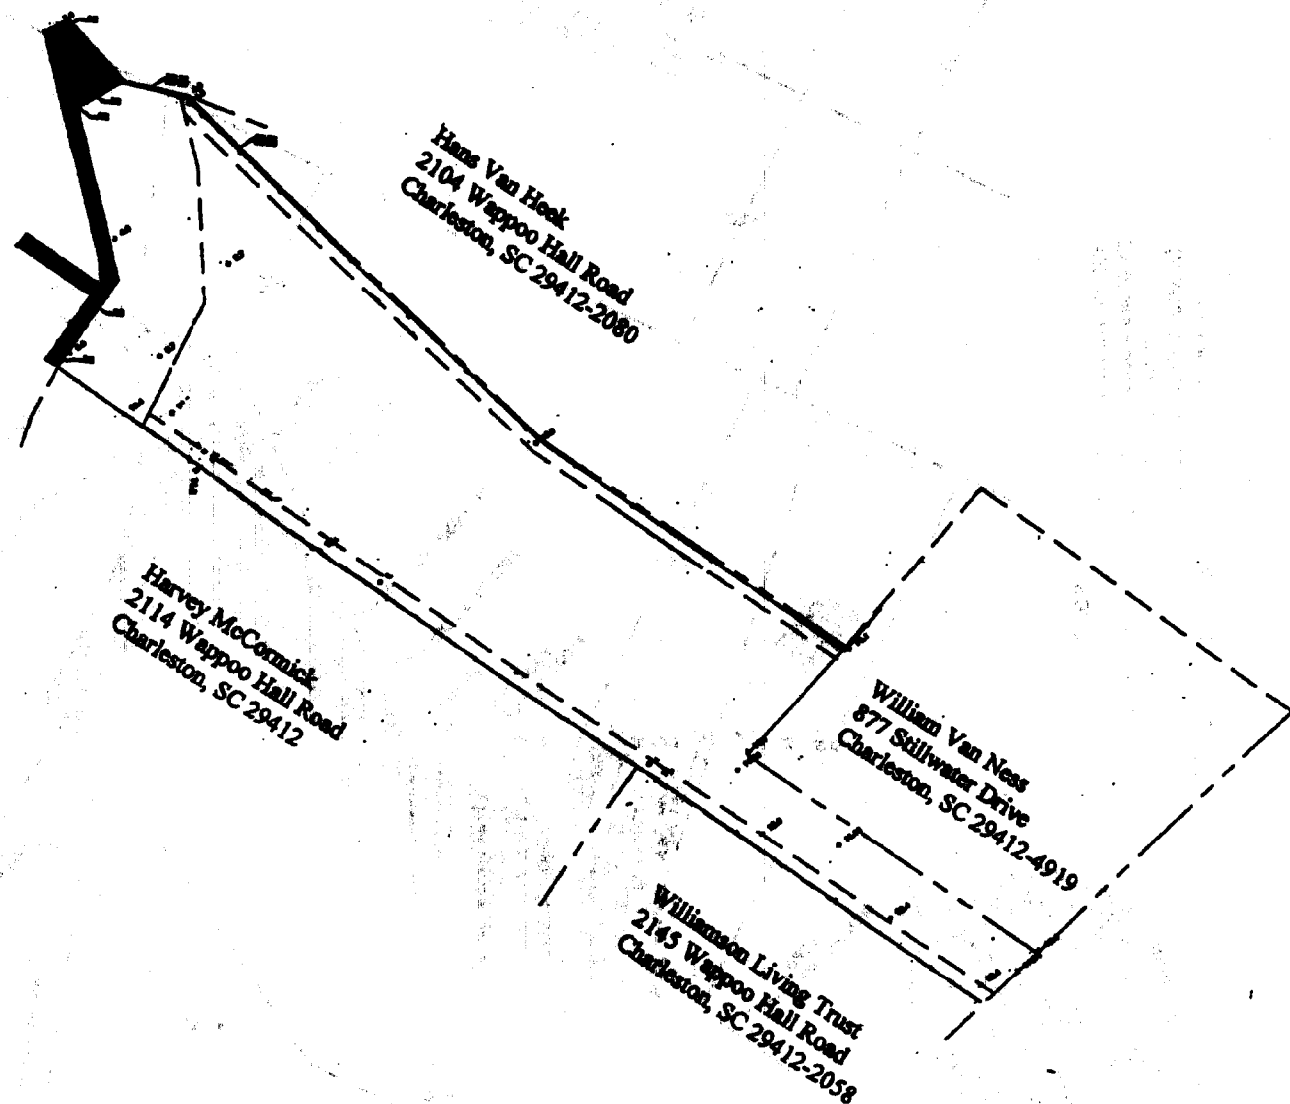 Hans Van Heek
2104 Wappoo Hall Road
Charleston, SC 29412-2080
Harvey McCormick
2114 Wappoo Hall Road
Charleston, SC 29412
William Van Ness
877 Stillwater Drive
Charleston, SC 29412-4919
Williamson Living Trust
2145 Wappoo Hall Road
Charleston, SC 29412-2058